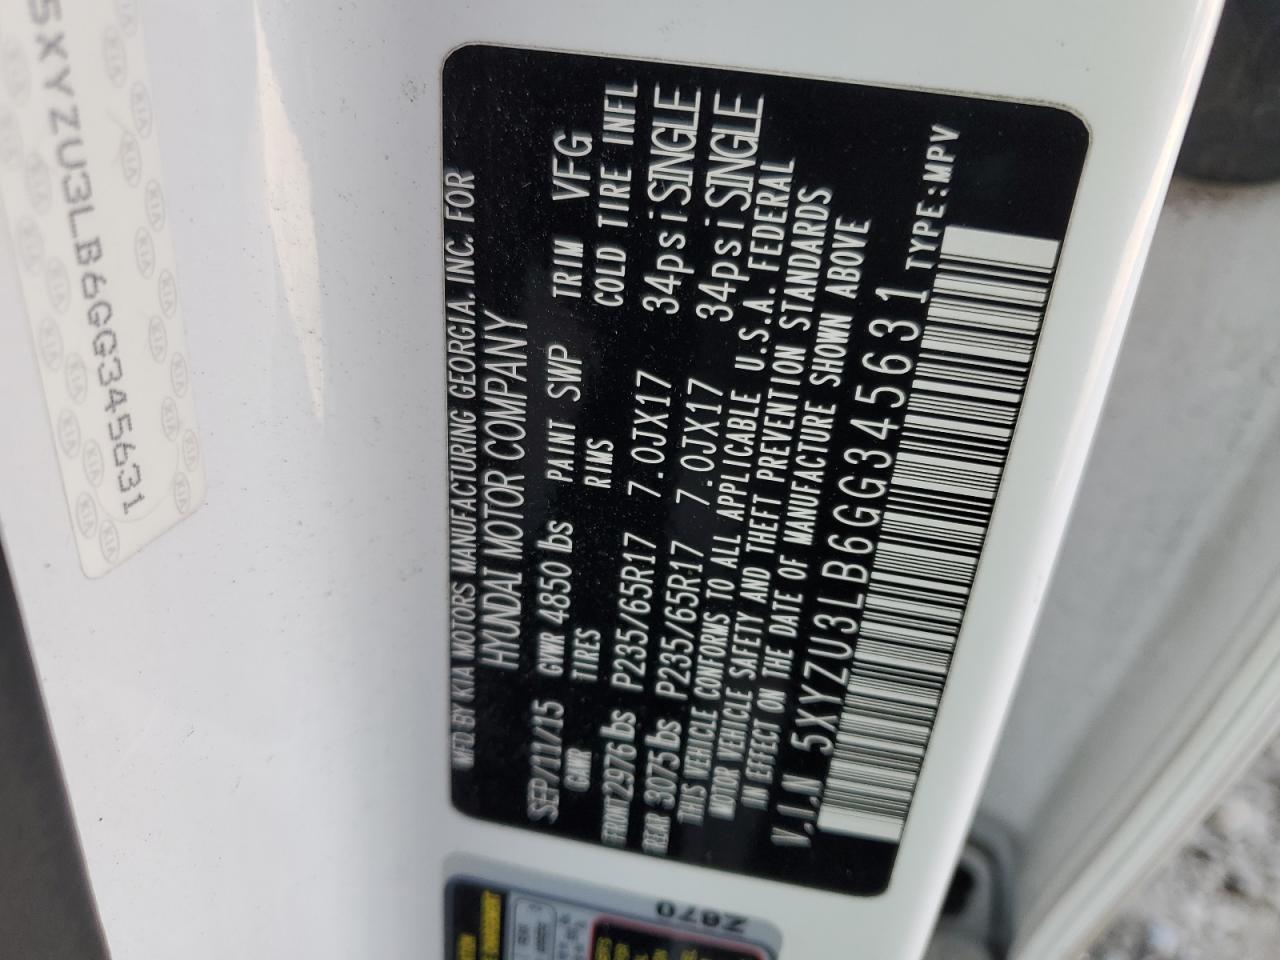 5XYZU3LB6GG345631
KIA
MFD BY KIA MOTORS MANUFACTURING GEORGIA, INC. FOR
HYUNDAI MOTOR COMPANY
SEP/11/15 GVWR 4850 lbs PAINT SWP TRIM VFG
GAWR TIRES RIMS COLD TIRE INFL
FRONT 2976 lbs P235/65R17 7.0JX17 34psi SINGLE
REAR 3075 lbs P235/65R17 7.0JX17 34psi SINGLE
THIS VEHICLE CONFORMS TO ALL APPLICABLE U.S.A. FEDERAL
MOTOR VEHICLE SAFETY AND THEFT PREVENTION STANDARDS
IN EFFECT ON THE DATE OF MANUFACTURE SHOWN ABOVE
V.I.N 5XYZU3LB6GG345631 TYPE:MPV